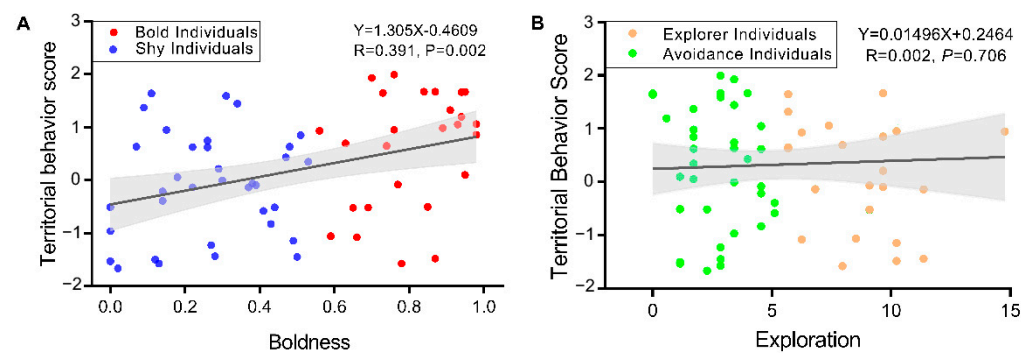 A
Bold Individuals
Shy Individuals
Y=1.305X-0.4609
R=0.391, P=0.002
Territorial behavior score
3
2
1
0
−1
−2
0.0 0.2 0.4 0.6 0.8 1.0
Boldness
B
Explorer Individuals
Avoidance Individuals
Y=0.01496X+0.2464
R=0.002, P=0.706
Territorial Behavior Score
3
2
1
0
−1
−2
0 5 10 15
Exploration